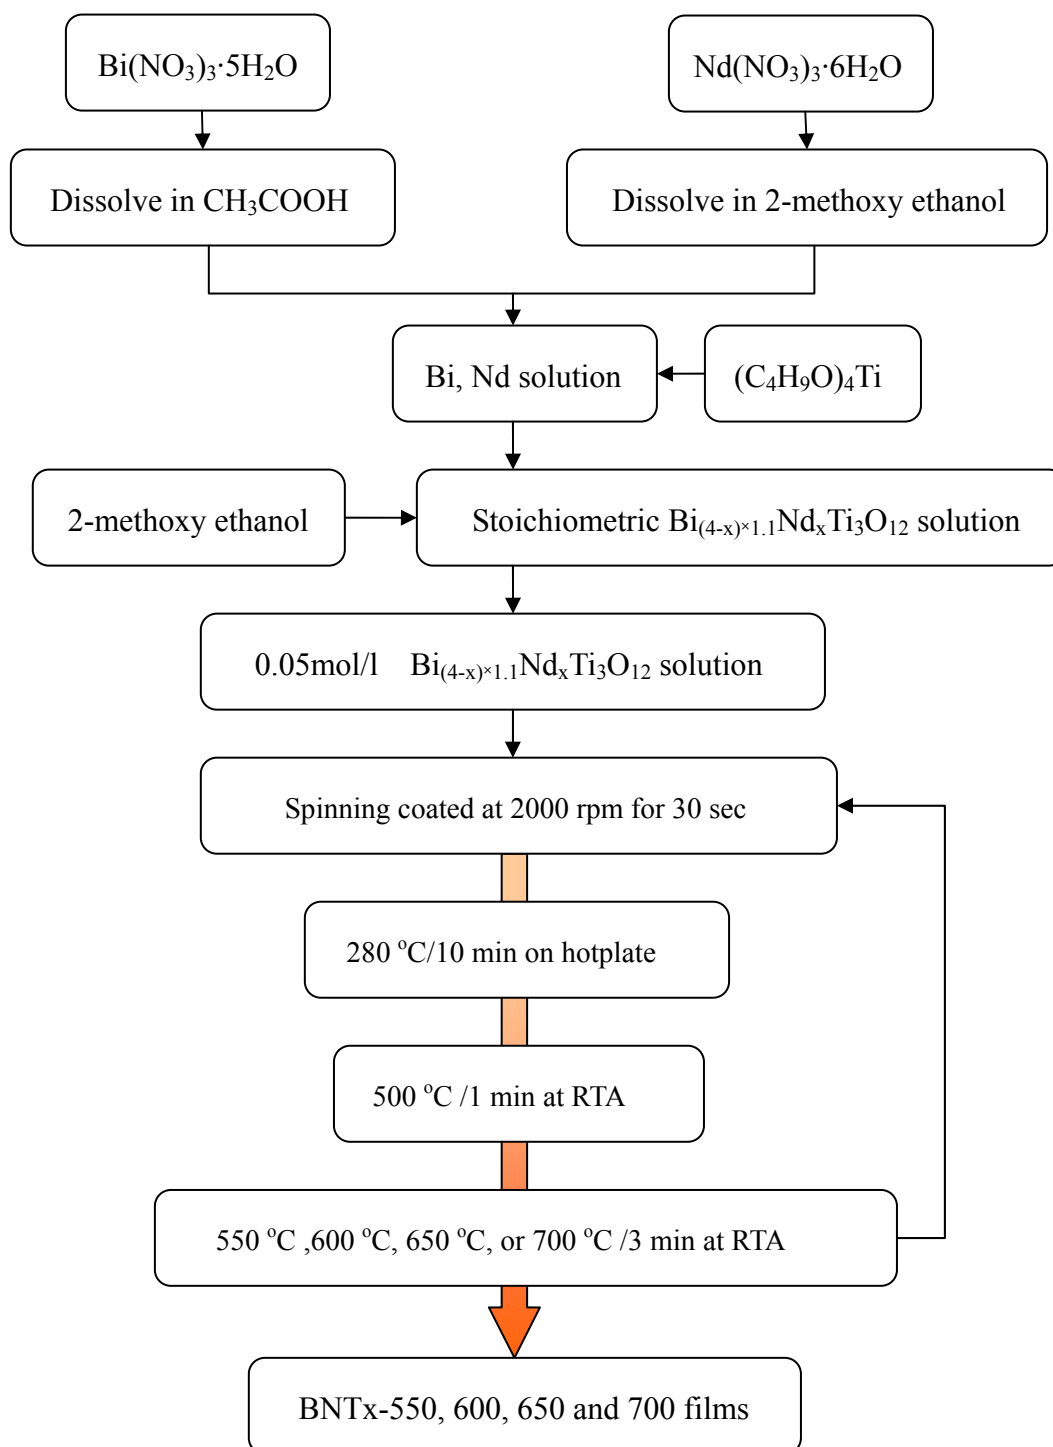 Bi(NO₃)₃·5H₂O
Nd(NO₃)₃·6H₂O
Dissolve in CH₃COOH
Dissolve in 2-methoxy ethanol
Bi, Nd solution
(C₄H₉O)₄Ti
2-methoxy ethanol
Stoichiometric Bi₍₄₋ₓ₎ₓ₁.₁NdₓTi₃O₁₂ solution
0.05mol/l Bi₍₄₋ₓ₎ₓ₁.₁NdₓTi₃O₁₂ solution
Spinning coated at 2000 rpm for 30 sec
280 °C/10 min on hotplate
500 °C /1 min at RTA
550 °C ,600 °C, 650 °C, or 700 °C /3 min at RTA
BNTx-550, 600, 650 and 700 films